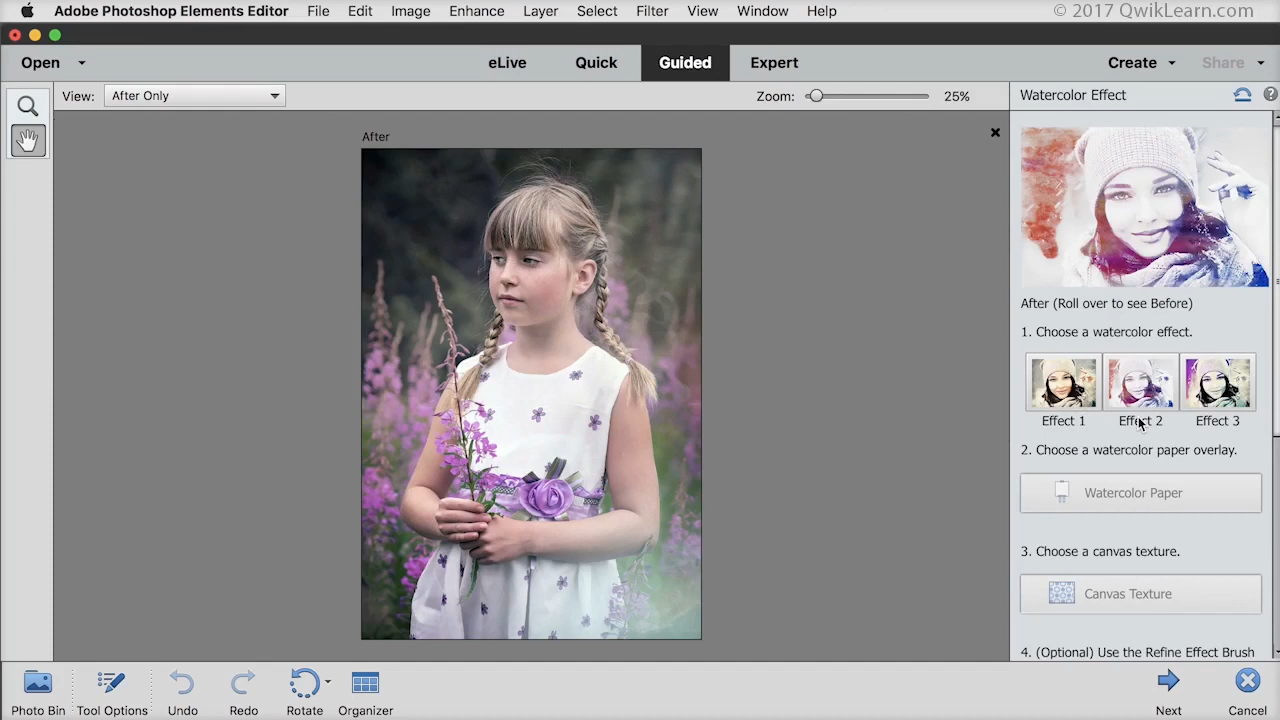 Adobe Photoshop Elements Editor File Edit Image Enhance Layer Select Filter View Window Help
© 2017 QwikLearn.com
Open eLive Quick Guided Expert Create Share
View: After Only Zoom: 25% Watercolor Effect ?
After
After (Roll over to see Before)
1. Choose a watercolor effect.
Effect 1 Effect 2 Effect 3
2. Choose a watercolor paper overlay.
Watercolor Paper
3. Choose a canvas texture.
Canvas Texture
4. (Optional) Use the Refine Effect Brush
Photo Bin Tool Options Undo Redo Rotate Organizer Next Cancel